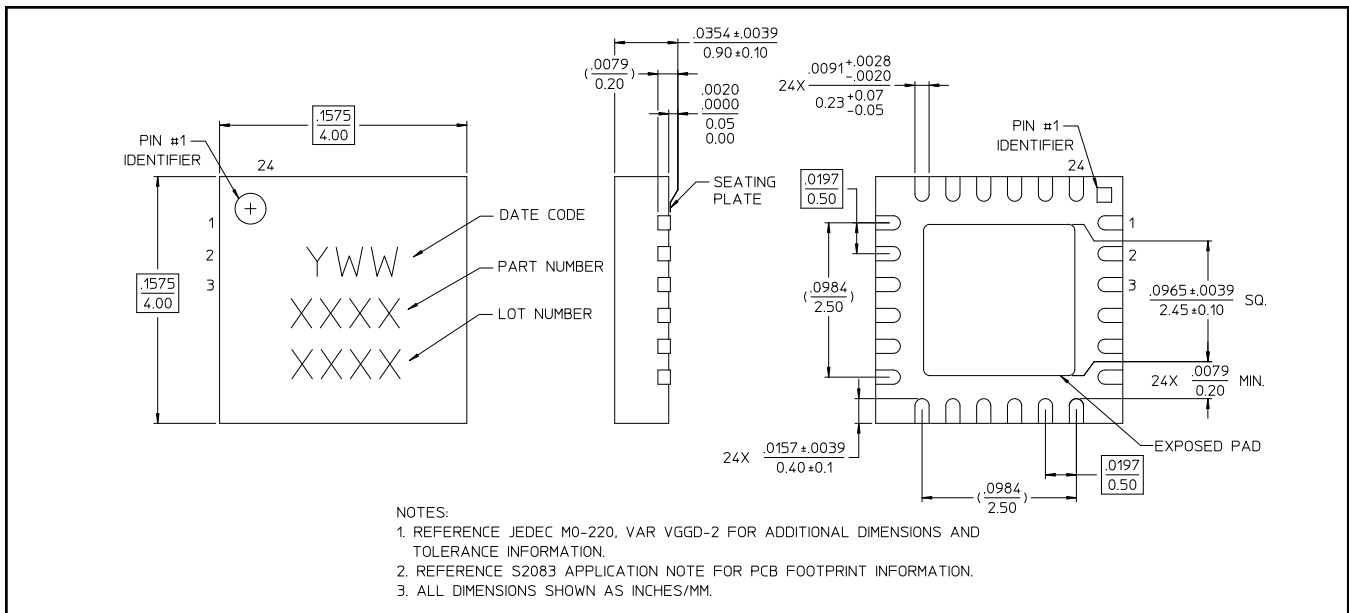 .1575
4.00
PIN #1
IDENTIFIER
24
1
2
3
.1575
4.00
YWW
XXXX
XXXX
DATE CODE
PART NUMBER
LOT NUMBER
.0354±.0039
0.90±0.10
(.0079)
0.20
.0020
.0000
0.05
0.00
SEATING
PLATE
24X .0091 +.0028
-.0020
0.23 +0.07
-0.05
PIN #1
IDENTIFIER
24
.0197
0.50
1
2
3
(.0984)
2.50
.0965±.0039 SQ.
2.45±0.10
24X .0079 MIN.
0.20
24X .0157±.0039
0.40±0.1
EXPOSED PAD
.0197
0.50
(.0984)
2.50
NOTES:
1. REFERENCE JEDEC MO-220, VAR VGGD-2 FOR ADDITIONAL DIMENSIONS AND
TOLERANCE INFORMATION.
2. REFERENCE S2083 APPLICATION NOTE FOR PCB FOOTPRINT INFORMATION.
3. ALL DIMENSIONS SHOWN AS INCHES/MM.